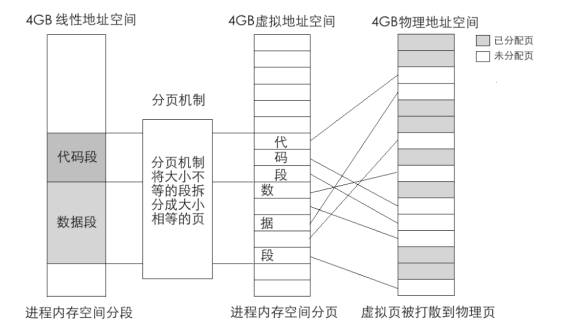 4GB 线性地址空间
4GB虚拟地址空间
4GB物理地址空间
已分配页
未分配页
分页机制
代码段
数据段
分页机制
将大小不
等的段拆
分成大小
相等的页
代
码
段
数
据
段
进程内存空间分段
进程内存空间分页
虚拟页被打散到物理页